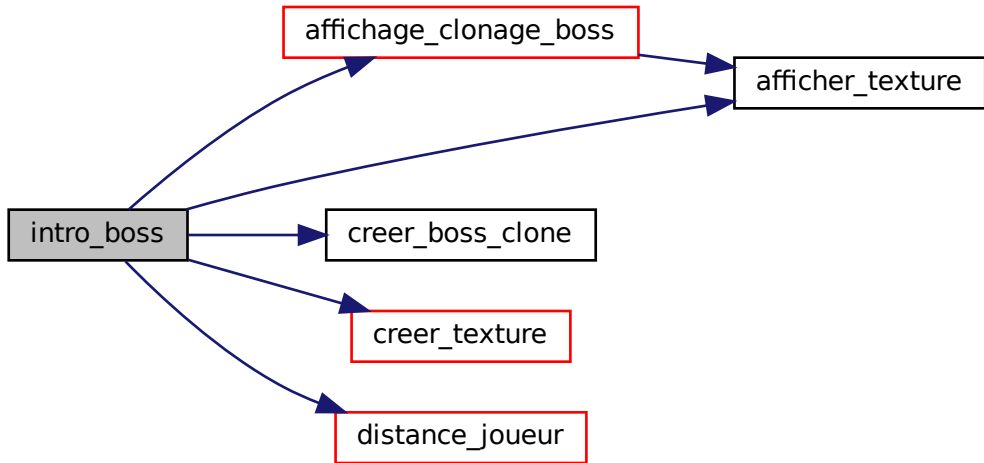 affichage_clonage_boss
afficher_texture
intro_boss
creer_boss_clone
creer_texture
distance_joueur